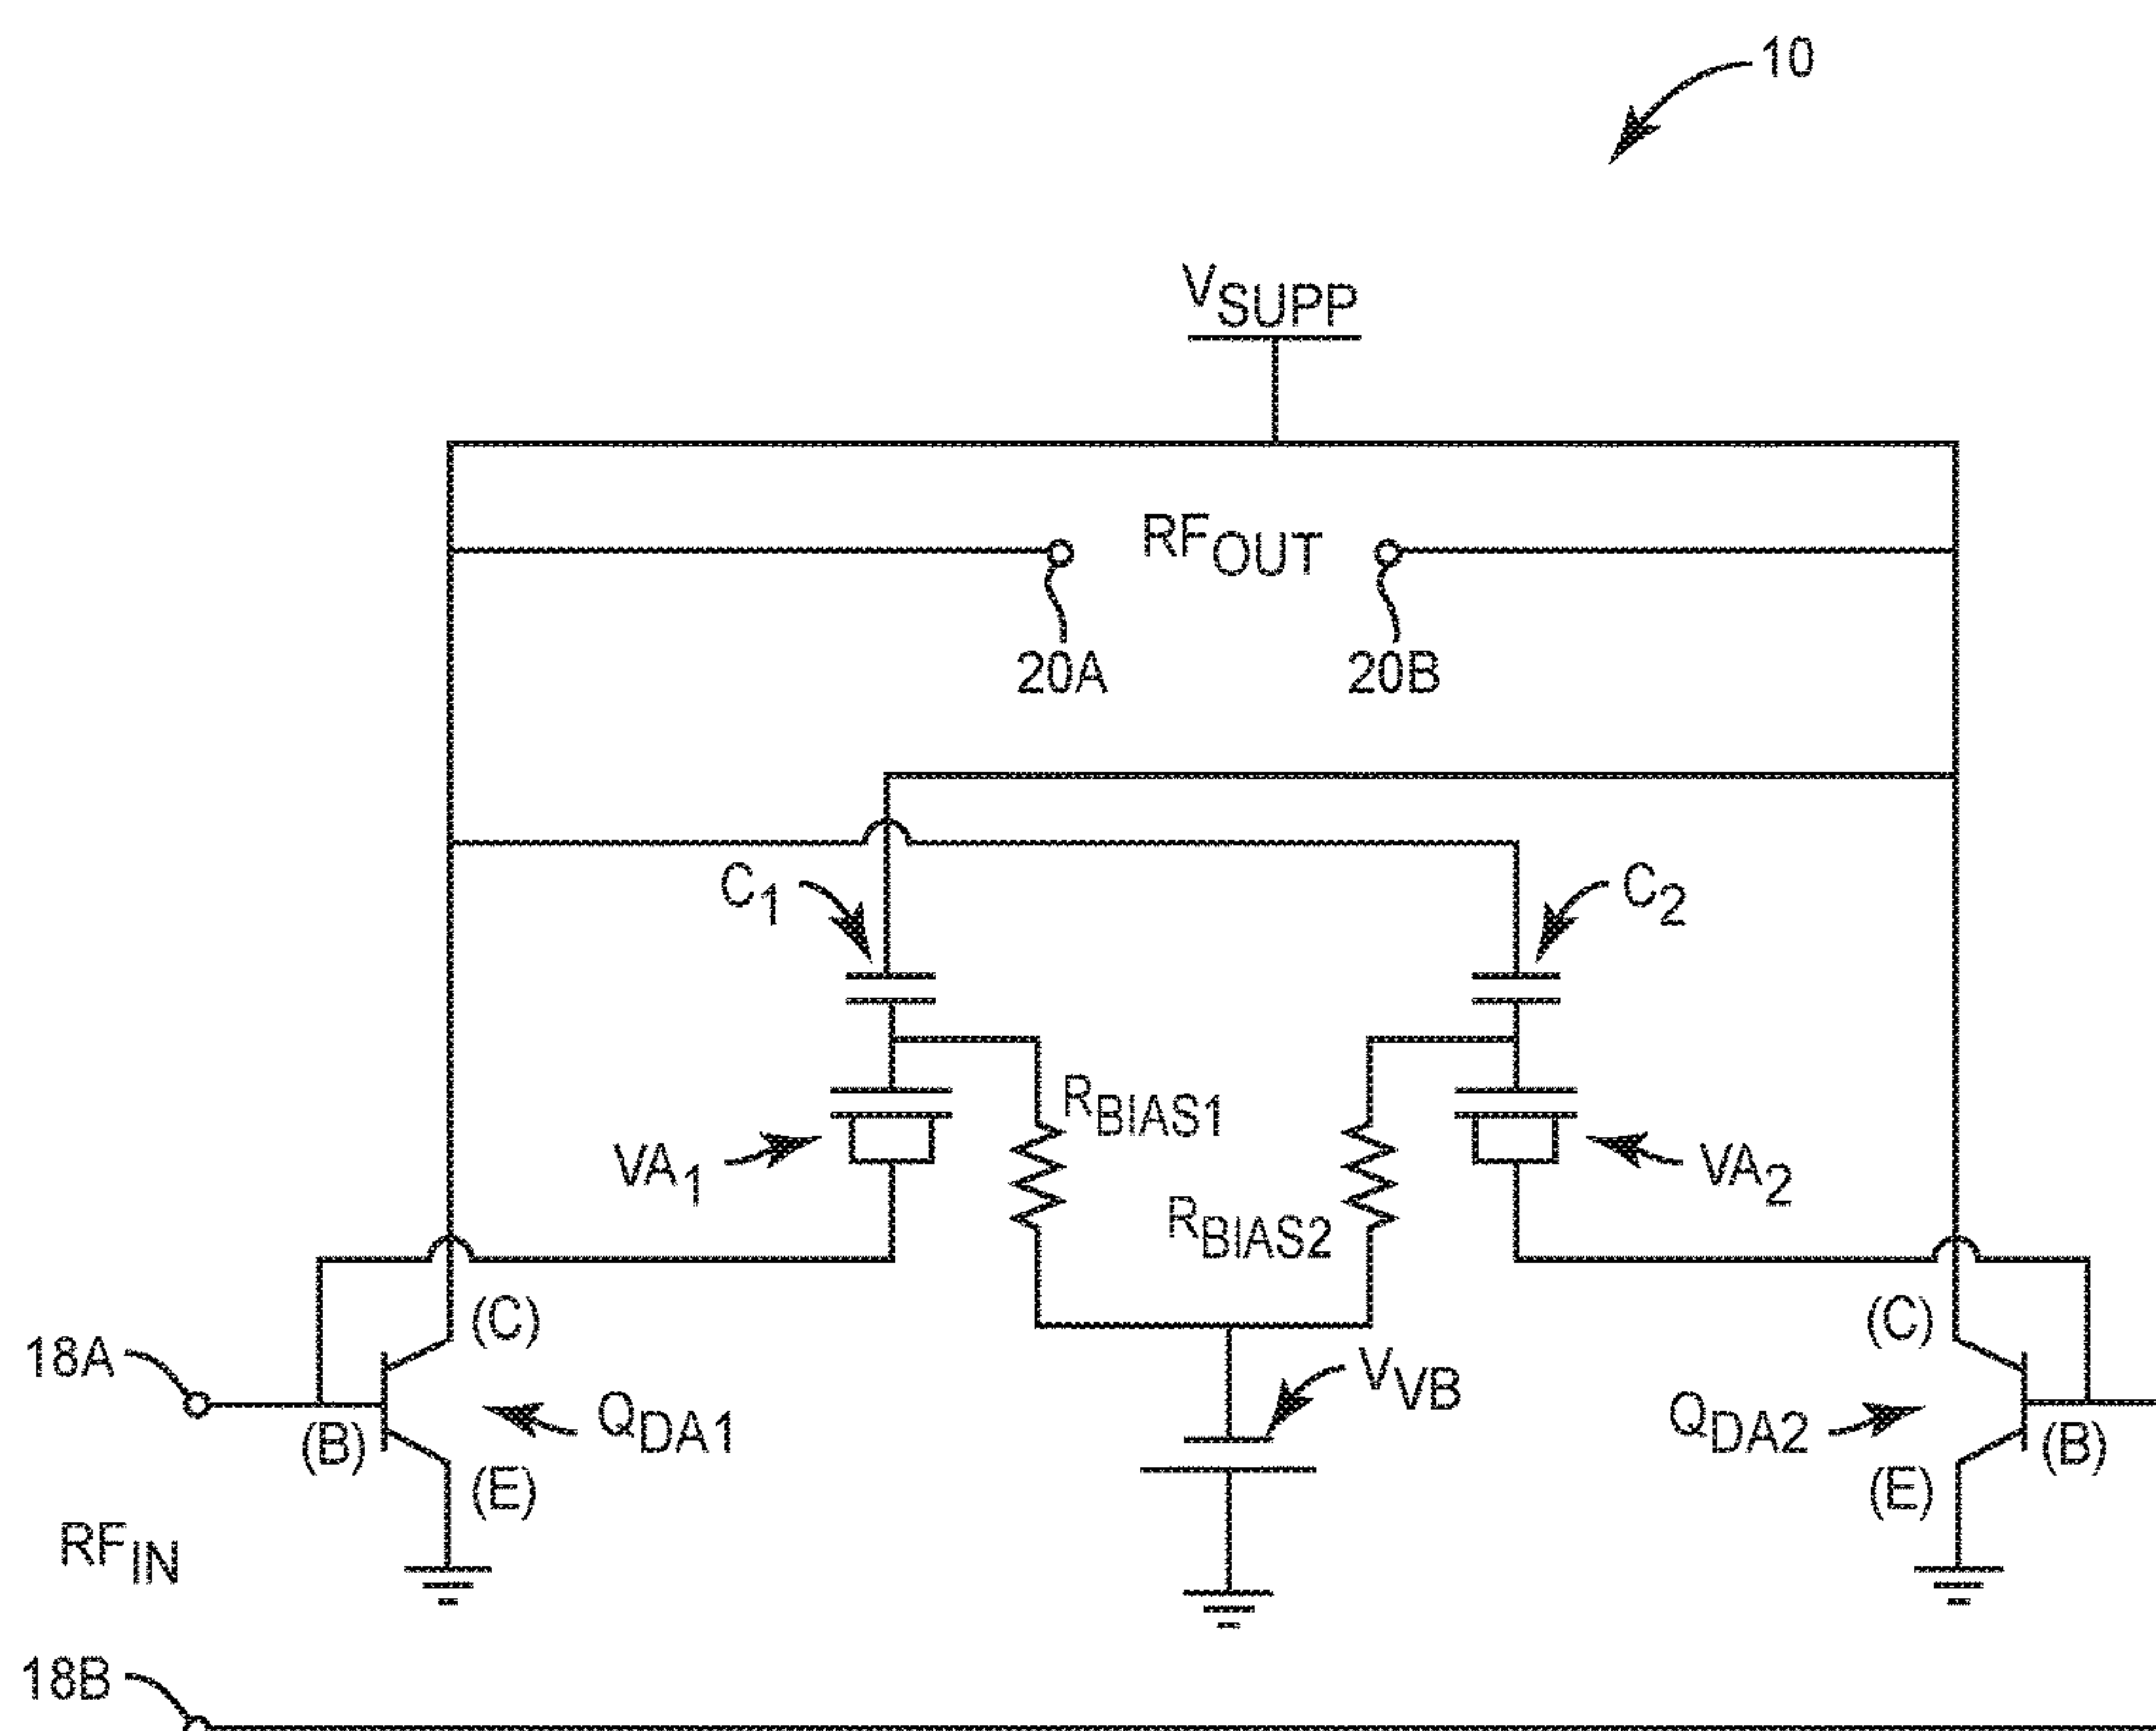 10
VSUPP
RFOUT
20A
20B
C1
C2
RBIAS1
VA1
VA2
RBIAS2
(C)
(C)
18A
VVB
QDA1
QDA2
(B)
(B)
(E)
(E)
RFIN
18B